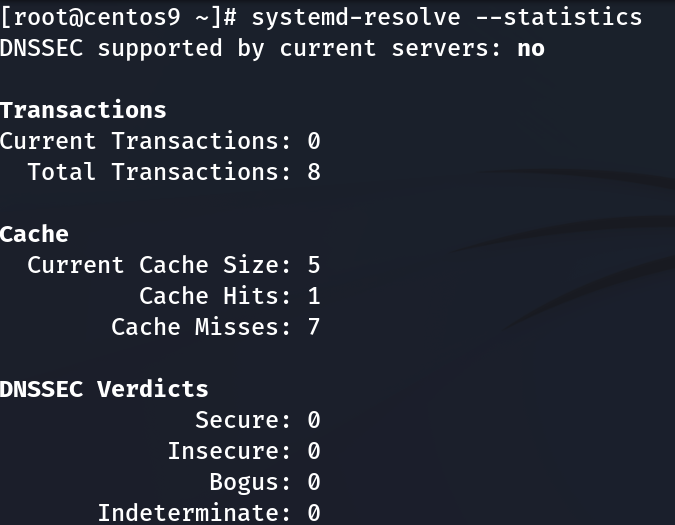 [root@centos9 ~]# systemd-resolve --statistics
DNSSEC supported by current servers: no
Transactions
Current Transactions: 0
Total Transactions: 8
Cache
Current Cache Size: 5
Cache Hits: 1
Cache Misses: 7
DNSSEC Verdicts
Secure: 0
Insecure: 0
Bogus: 0
Indeterminate: 0